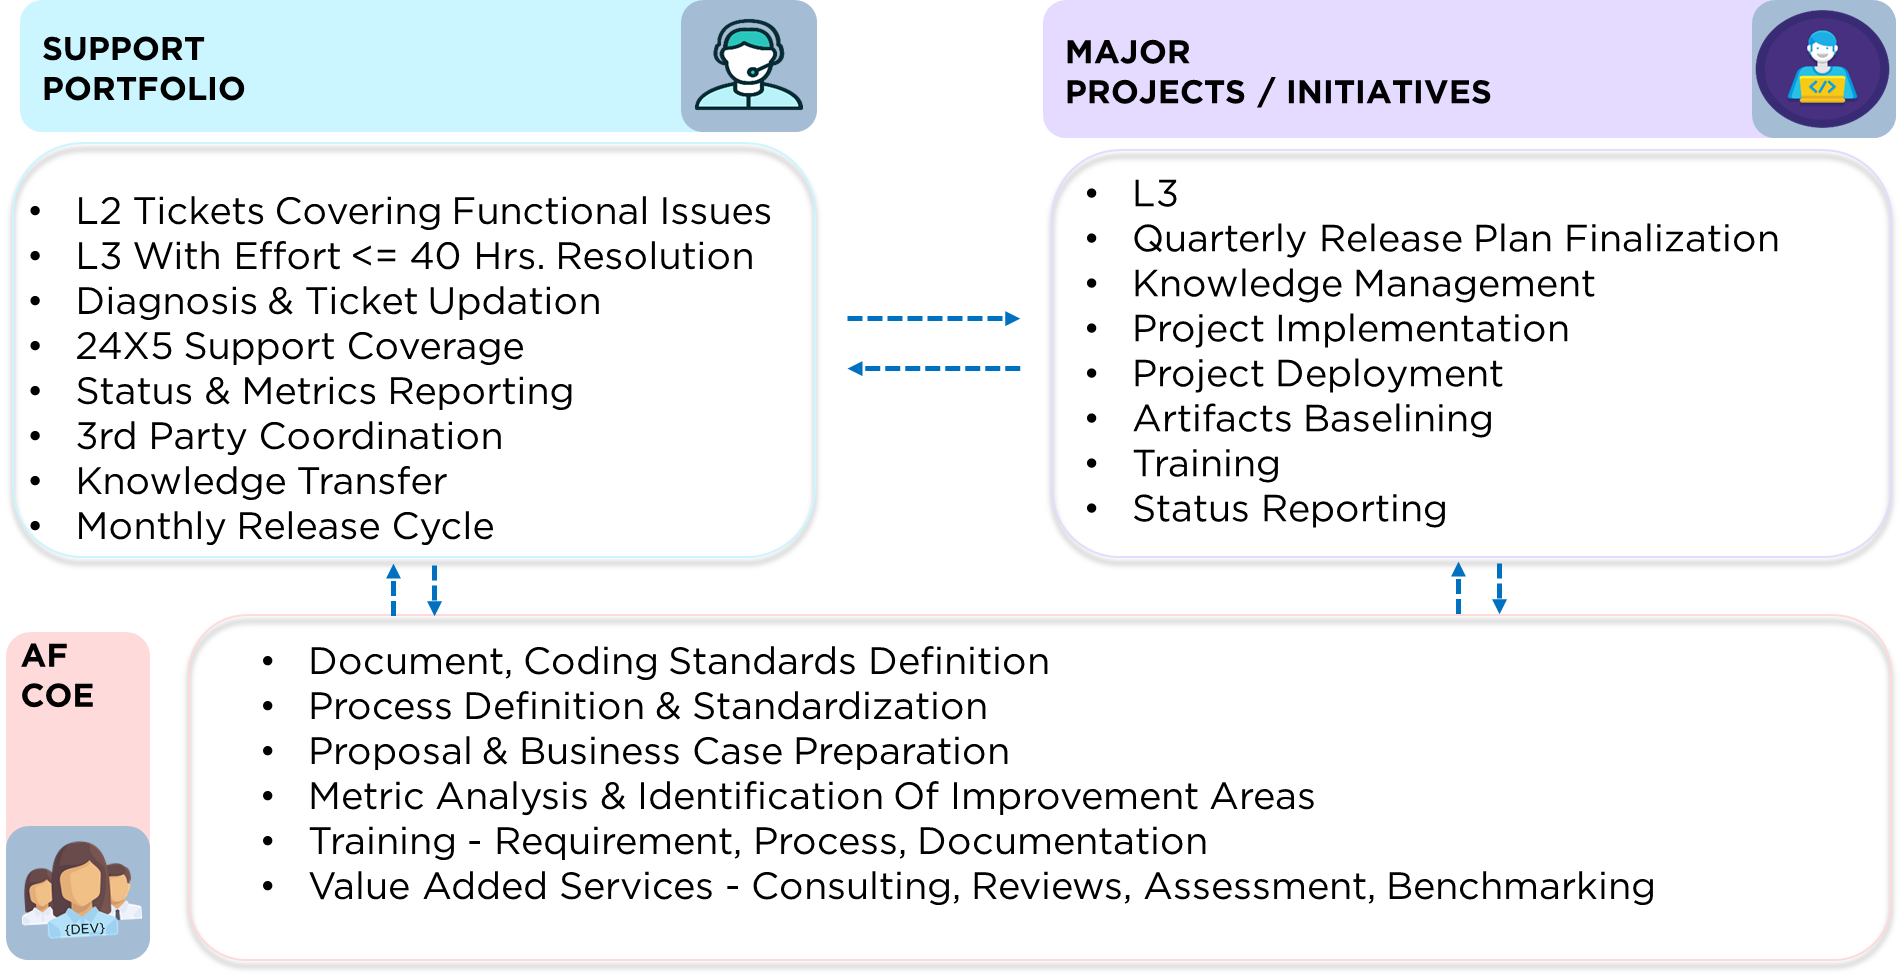 SUPPORT
PORTFOLIO
• L2 Tickets Covering Functional Issues
• L3 With Effort <= 40 Hrs. Resolution
• Diagnosis & Ticket Updation
• 24X5 Support Coverage
• Status & Metrics Reporting
• 3rd Party Coordination
• Knowledge Transfer
• Monthly Release Cycle
MAJOR
PROJECTS / INITIATIVES
</>
• L3
• Quarterly Release Plan Finalization
• Knowledge Management
• Project Implementation
• Project Deployment
• Artifacts Baselining
• Training
• Status Reporting
AF
COE
{DEV}
• Document, Coding Standards Definition
• Process Definition & Standardization
• Proposal & Business Case Preparation
• Metric Analysis & Identification Of Improvement Areas
• Training - Requirement, Process, Documentation
• Value Added Services - Consulting, Reviews, Assessment, Benchmarking